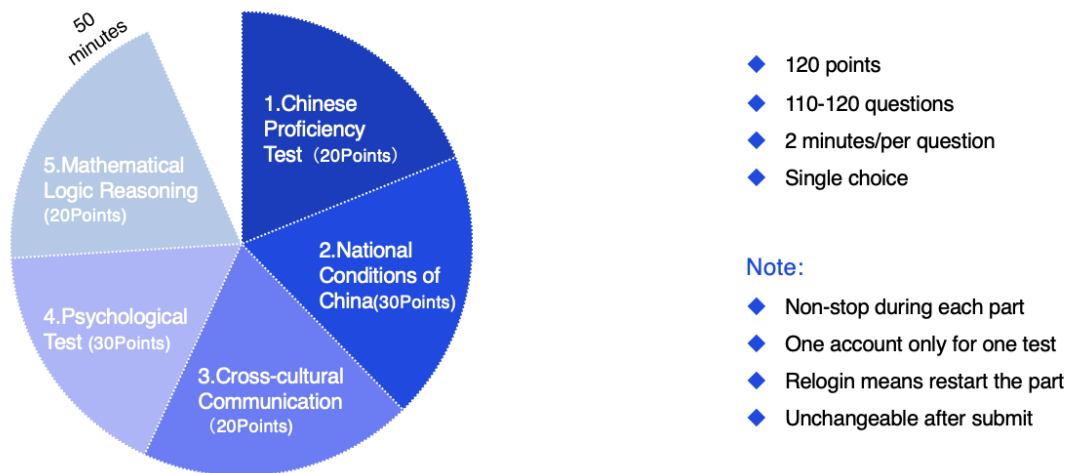 50
minutes
1.Chinese
Proficiency
Test（20Points）
2.National
Conditions of
China(30Points)
3.Cross-cultural
Communication
（20Points）
4.Psychological
Test (30Points)
5.Mathematical
Logic Reasoning
(20Points)
120 points
110-120 questions
2 minutes/per question
Single choice
Note:
Non-stop during each part
One account only for one test
Relogin means restart the part
Unchangeable after submit